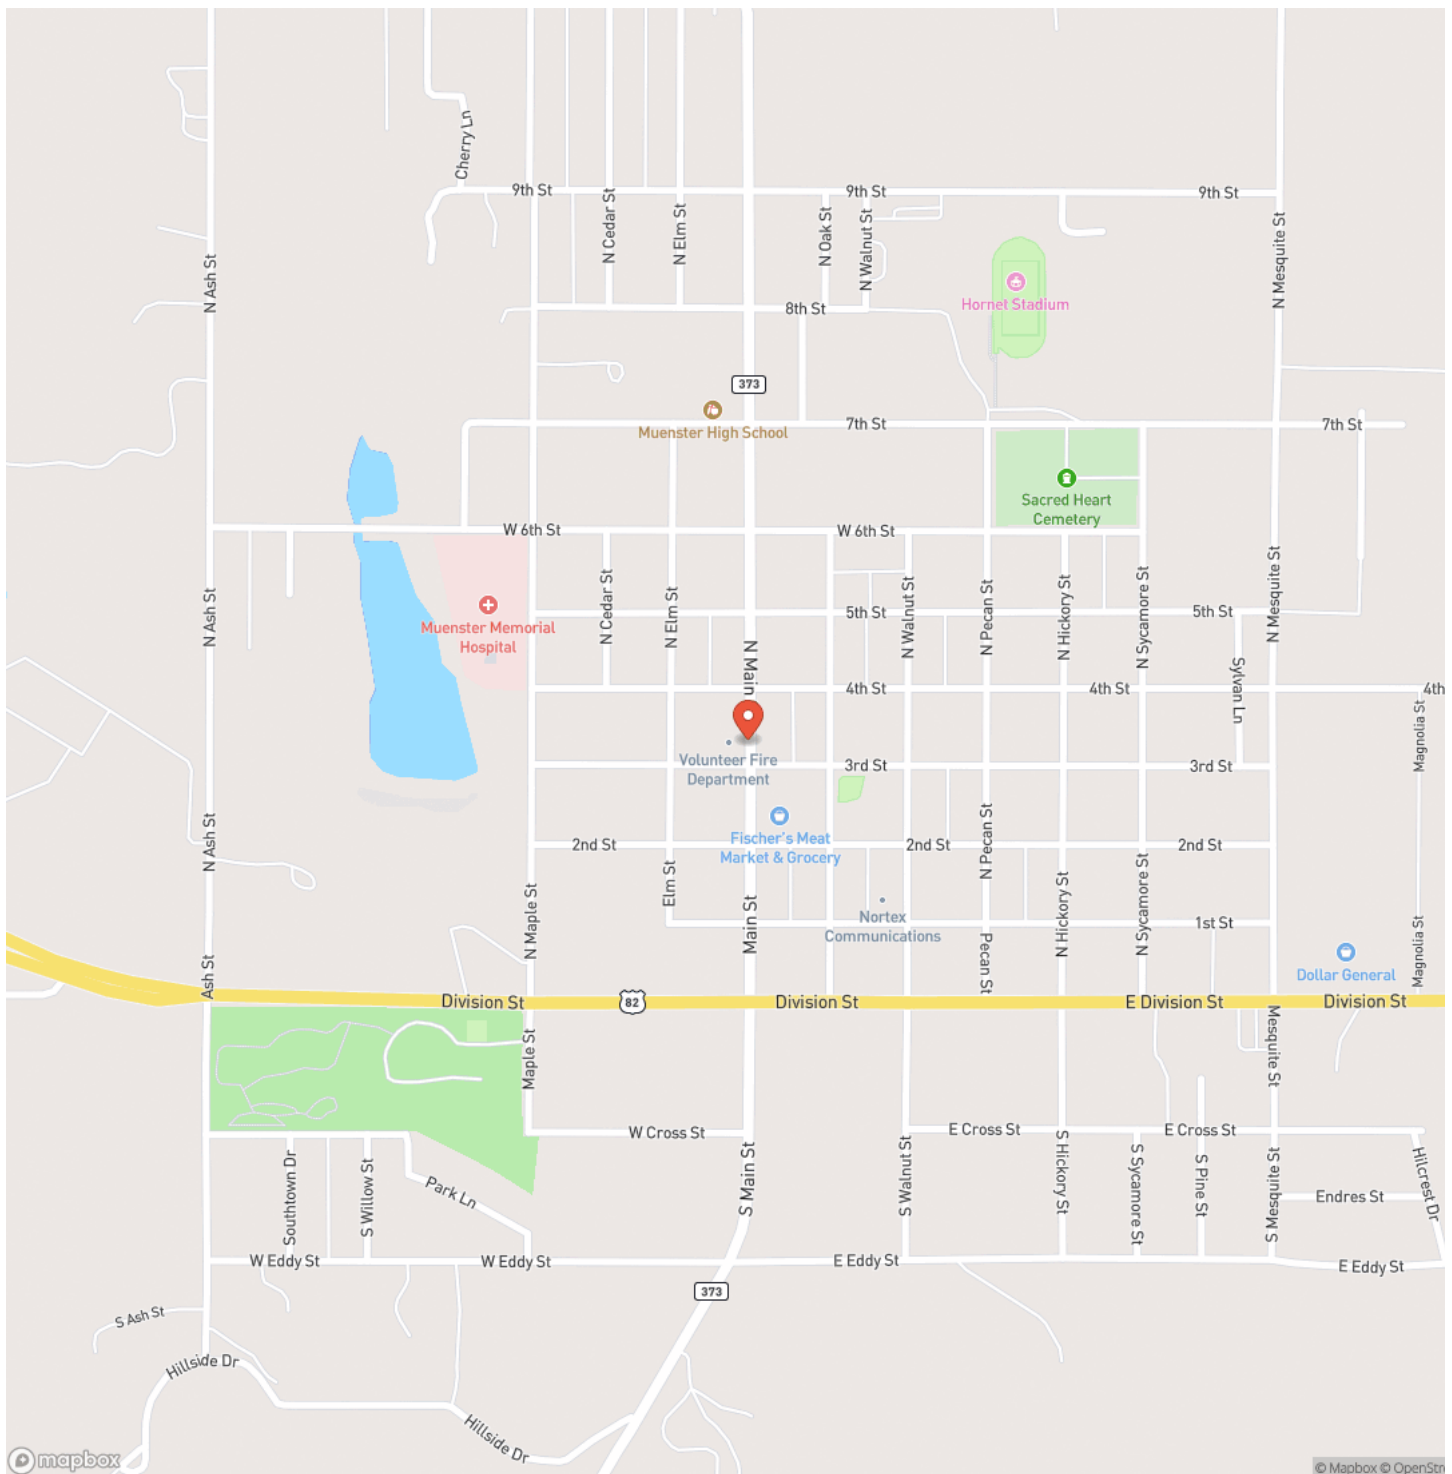 Cherry Ln
9th St
9th St
9th St
N Cedar St
N Elm St
N Oak St
N Walnut St
N Mesquite St
N Ash St
Hornet Stadium
8th St
373
Muenster High School
7th St
7th St
Sacred Heart
Cemetery
W 6th St
W 6th St
N Ash St
N Cedar St
N Elm St
N Walnut St
N Pecan St
N Hickory St
N Sycamore St
N Mesquite St
Muenster Memorial
Hospital
5th St
5th St
N Main
Sylvan Ln
4th St
4th St
4th
Magnolia St
Volunteer Fire
Department
3rd St
3rd St
N Ash St
Fischer's Meat
Market & Grocery
2nd St
2nd St
2nd St
N Pecan St
Elm St
N Maple St
Main St
Nortex
Communications
N Hickory St
N Sycamore St
1st St
Pecan St
Dollar General
Magnolia St
Ash St
Division St
82
Division St
E Division St
Division St
Maple St
Mesquite St
W Cross St
E Cross St
E Cross St
Southtown Dr
S Willow St
Park Ln
S Main St
S Walnut St
S Hickory St
S Sycamore St
S Pine St
S Mesquite St
Endres St
Hilcrest Dr
W Eddy St
W Eddy St
E Eddy St
E Eddy St
373
S Ash St
Hillside Dr
Hillside Dr
mapbox
© Mapbox © OpenStre